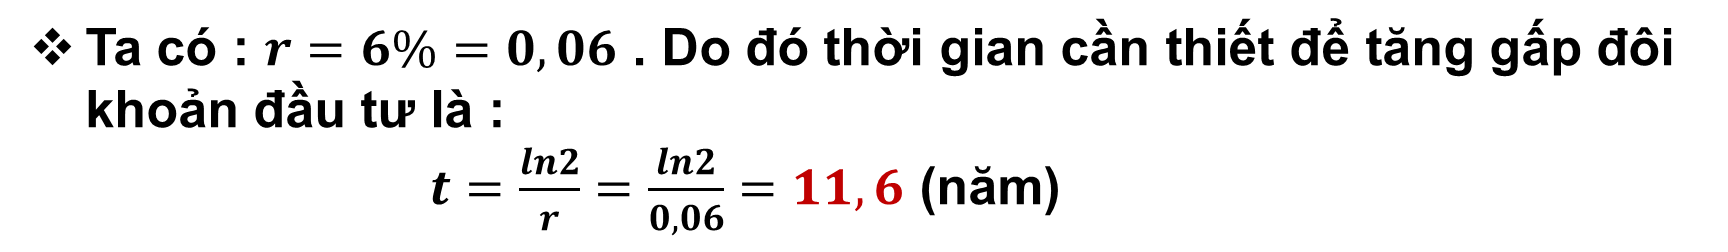 ❖ Ta có : r = 6% = 0,06 . Do đó thời gian cần thiết để tăng gấp đôi
khoản đầu tư là :
t = ln2/r = ln2/0,06 = 11,6 (năm)